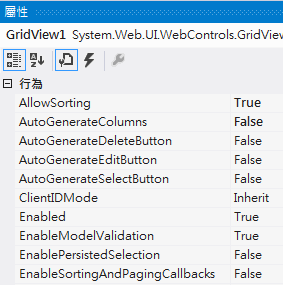 屬性
GridView1 System.Web.UI.WebControls.GridView
行為
AllowSorting True
AutoGenerateColumns False
AutoGenerateDeleteButton False
AutoGenerateEditButton False
AutoGenerateSelectButton False
ClientIDMode Inherit
Enabled True
EnableModelValidation True
EnablePersistedSelection False
EnableSortingAndPagingCallbacks False